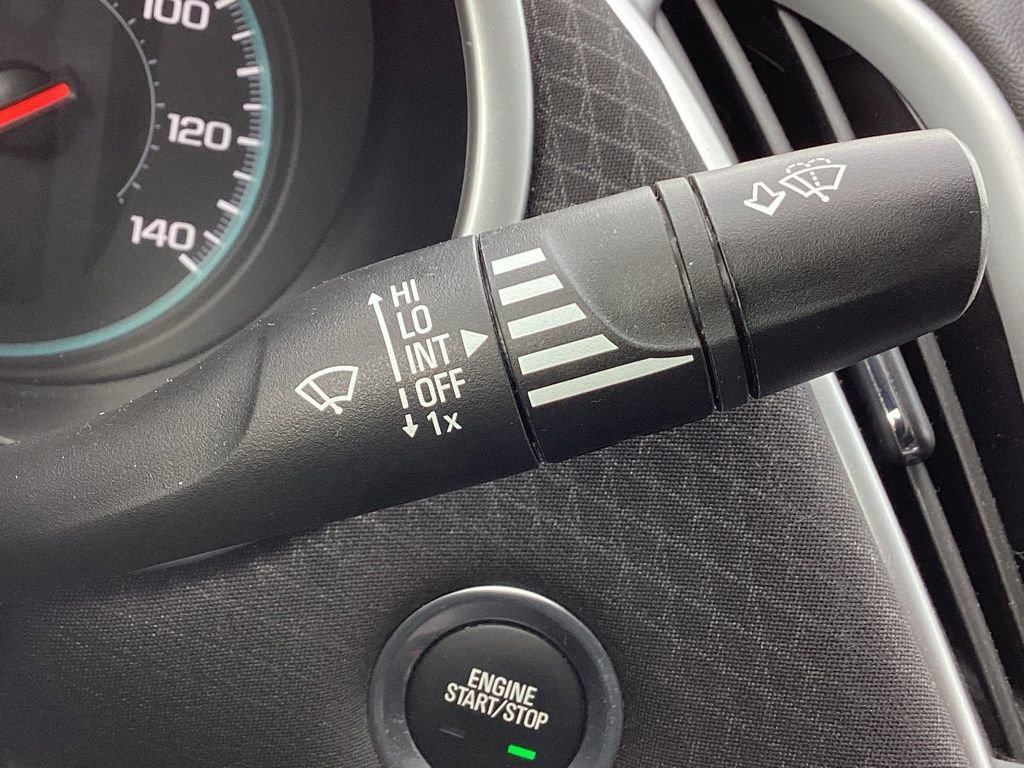 100
120
140
HI
LO
INT
OFF
1x
ENGINE
START/STOP